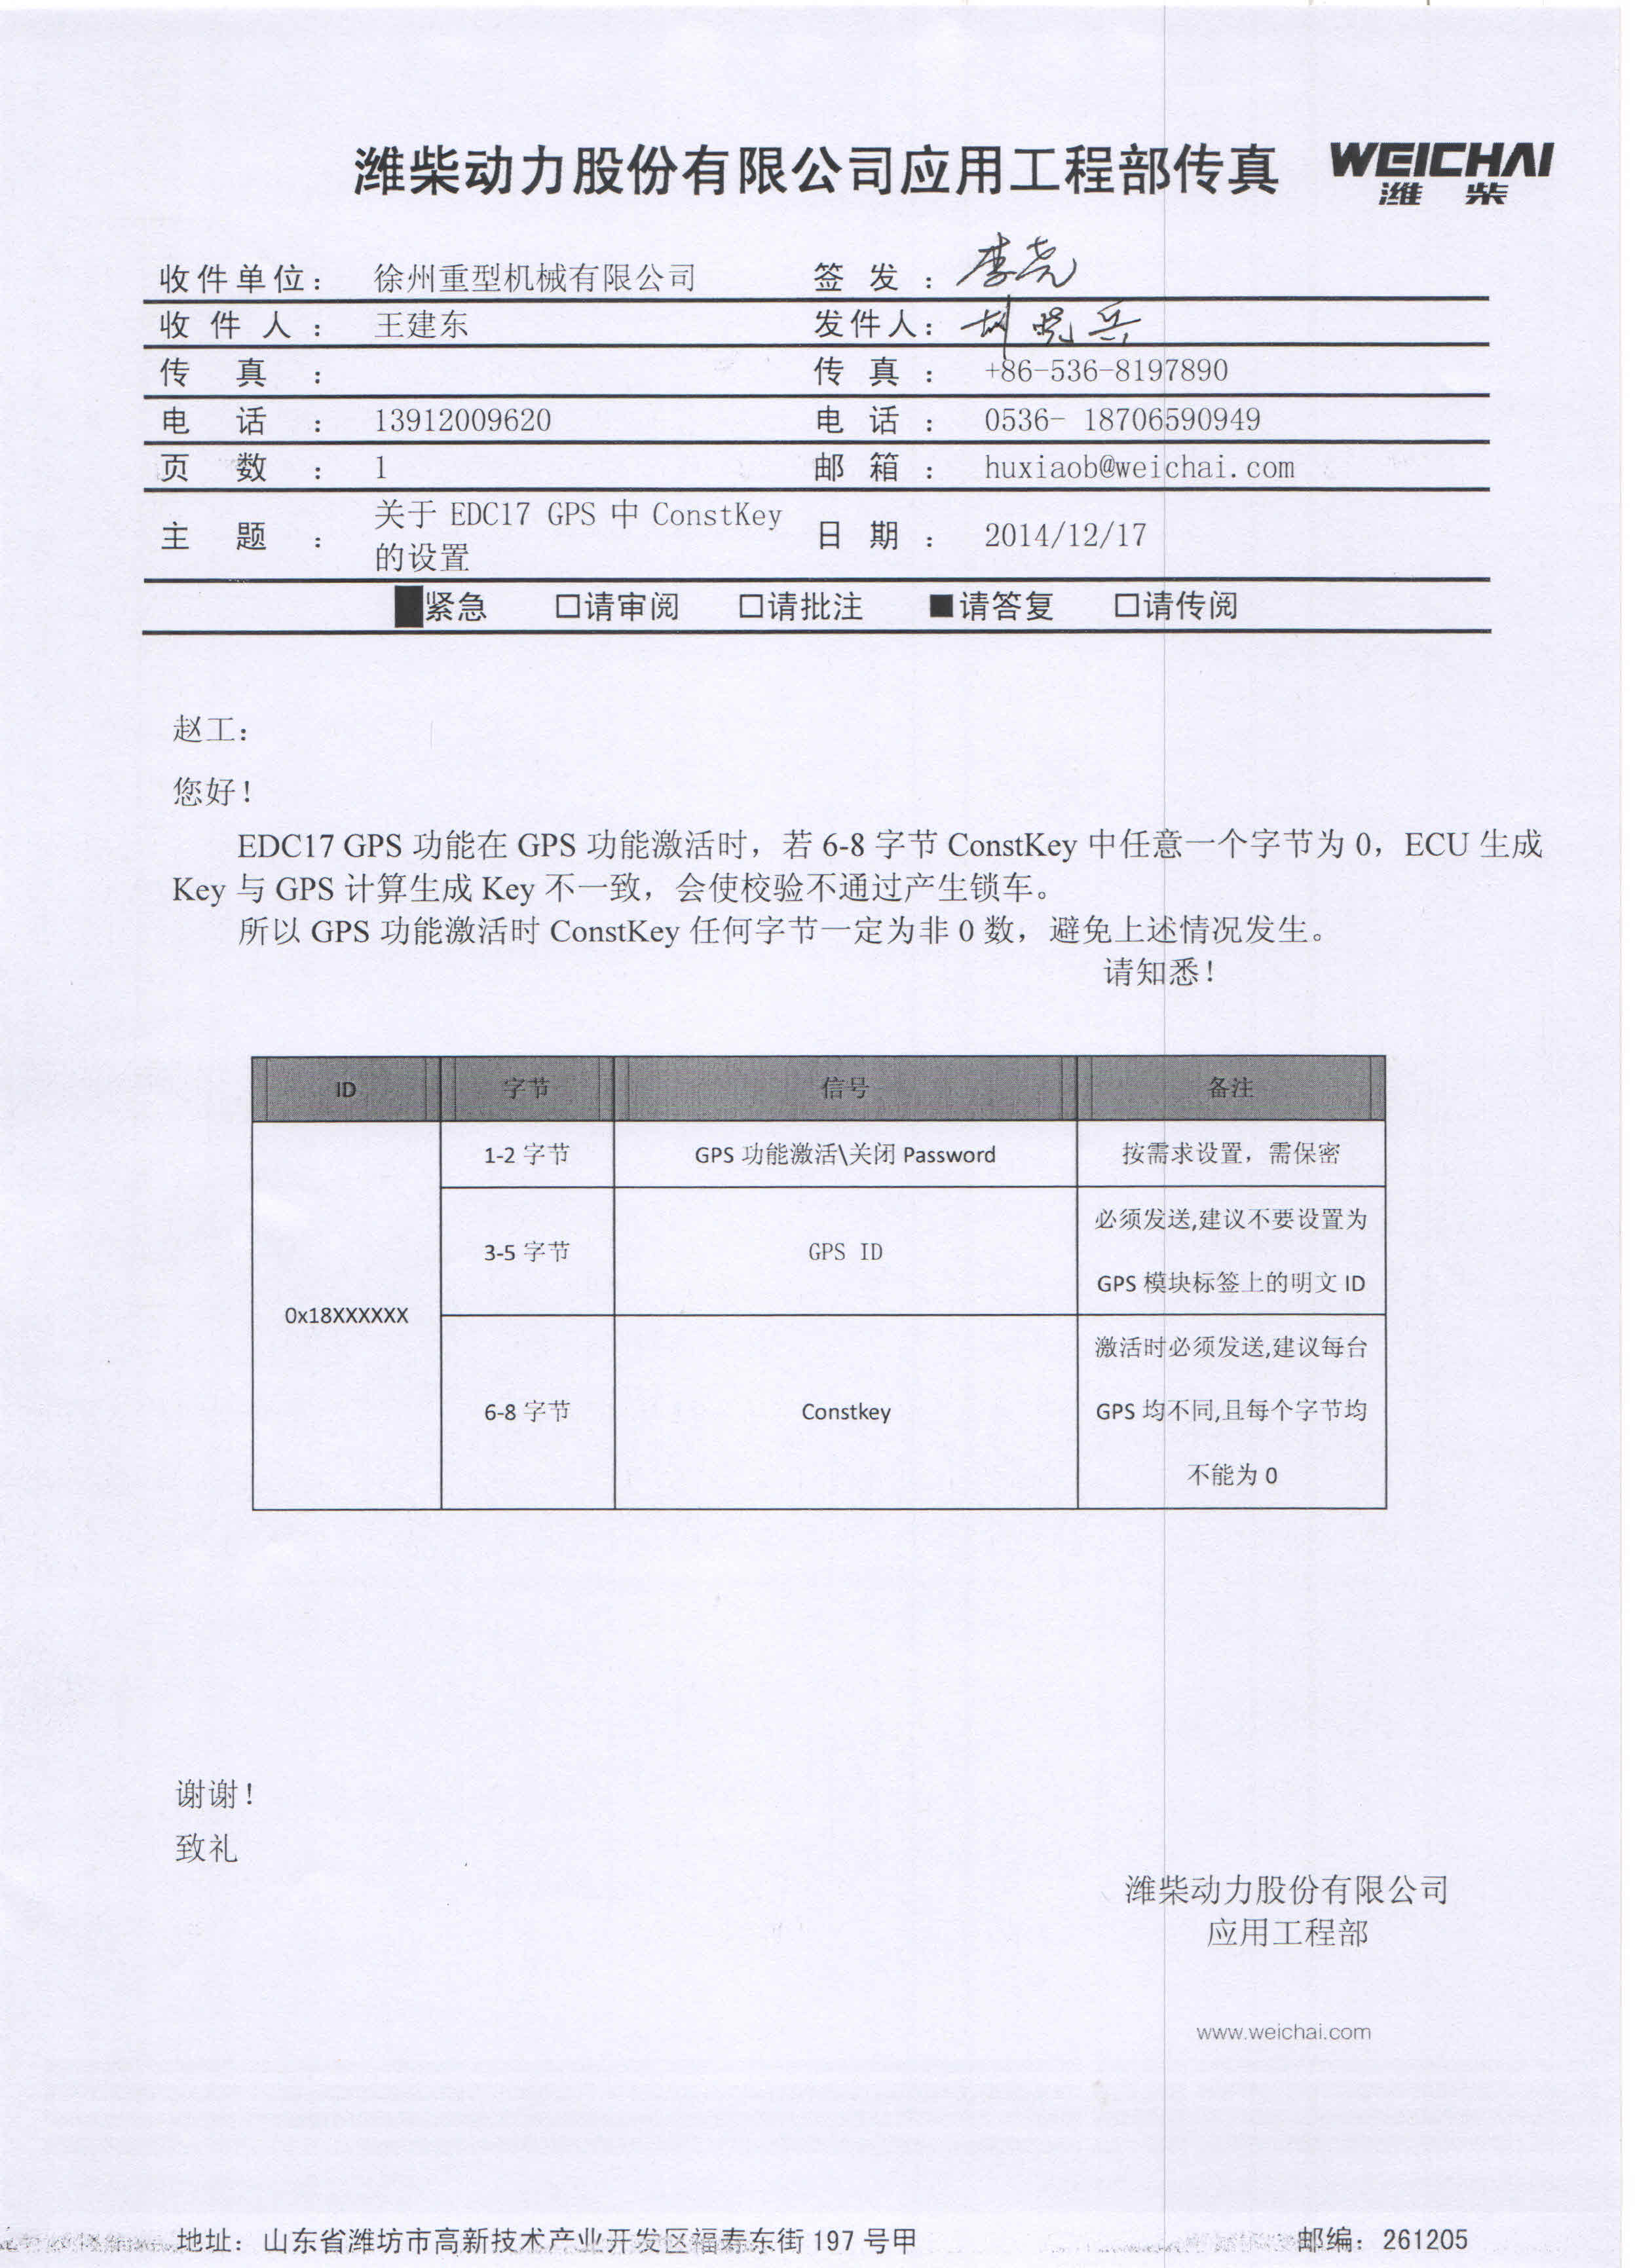 潍柴动力股份有限公司应用工程部传真 WEICHAI
潍 柴
收件单位： 徐州重型机械有限公司 签 发 ：
收 件 人 ： 王建东 发件人： 胡晓兵
传 真 ： 传 真 ： +86-536-8197890
电 话 ： 13912009620 电 话 ： 0536- 18706590949
页 数 ： 1 邮 箱 ： huxiaob@weichai.com
主 题 ： 关于 EDC17 GPS 中 ConstKey 日 期 ： 2014/12/17
的设置
■紧急 □请审阅 □请批注 ■请答复 □请传阅
赵工：
您好！
EDC17 GPS 功能在 GPS 功能激活时，若 6-8 字节 ConstKey 中任意一个字节为 0，ECU 生成
Key 与 GPS 计算生成 Key 不一致，会使校验不通过产生锁车。
所以 GPS 功能激活时 ConstKey 任何字节一定为非 0 数，避免上述情况发生。
请知悉！
ID 字节 信号 备注
1-2 字节 GPS 功能激活\关闭 Password 按需求设置，需保密
必须发送,建议不要设置为
3-5 字节 GPS ID
GPS 模块标签上的明文 ID
0x18XXXXXX
激活时必须发送,建议每台
6-8 字节 Constkey GPS 均不同,且每个字节均
不能为 0
谢谢！
致礼
潍柴动力股份有限公司
应用工程部
www.weichai.com
地址：山东省潍坊市高新技术产业开发区福寿东街 197 号甲 邮编：261205